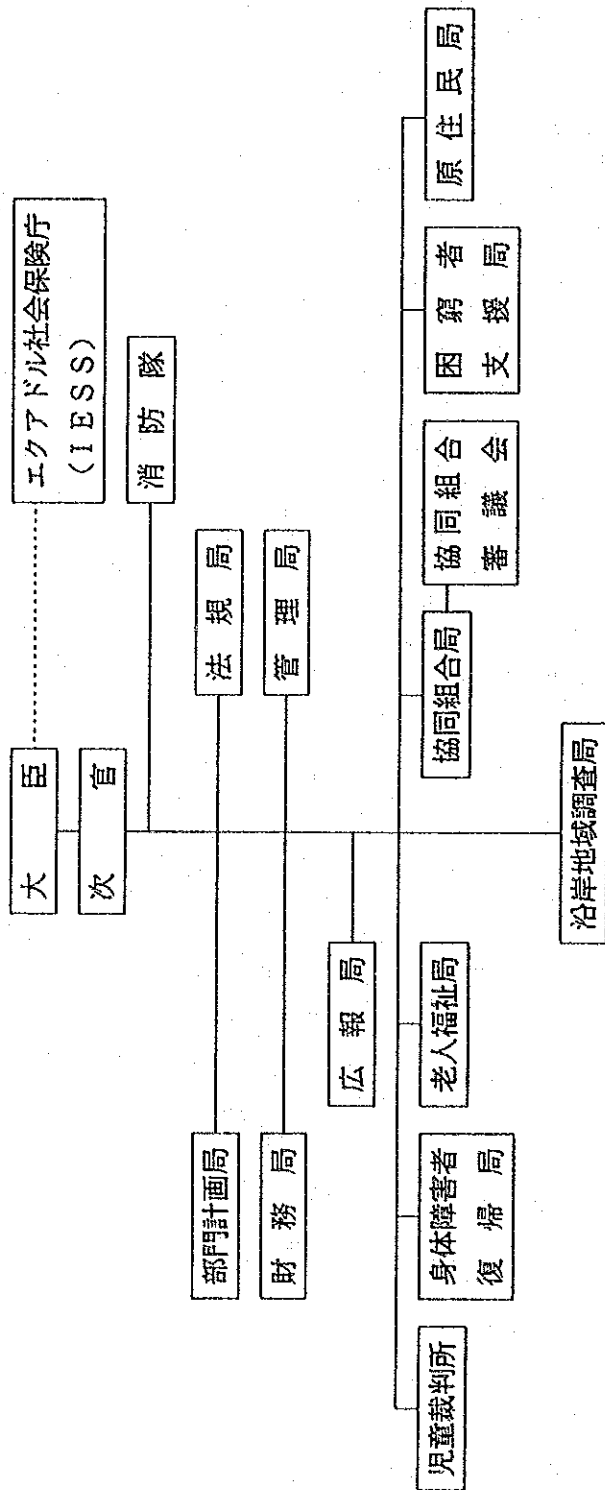 大臣
エクアドル社会保険庁
(IESS)
次官
消防隊
部門計画局
法規局
財務局
管理局
広報局
児童裁判所
身体障害者
復帰局
老人福祉局
協同組合局
協同組合
審議会
困窮者
支援局
原住民局
沿岸地域調査局